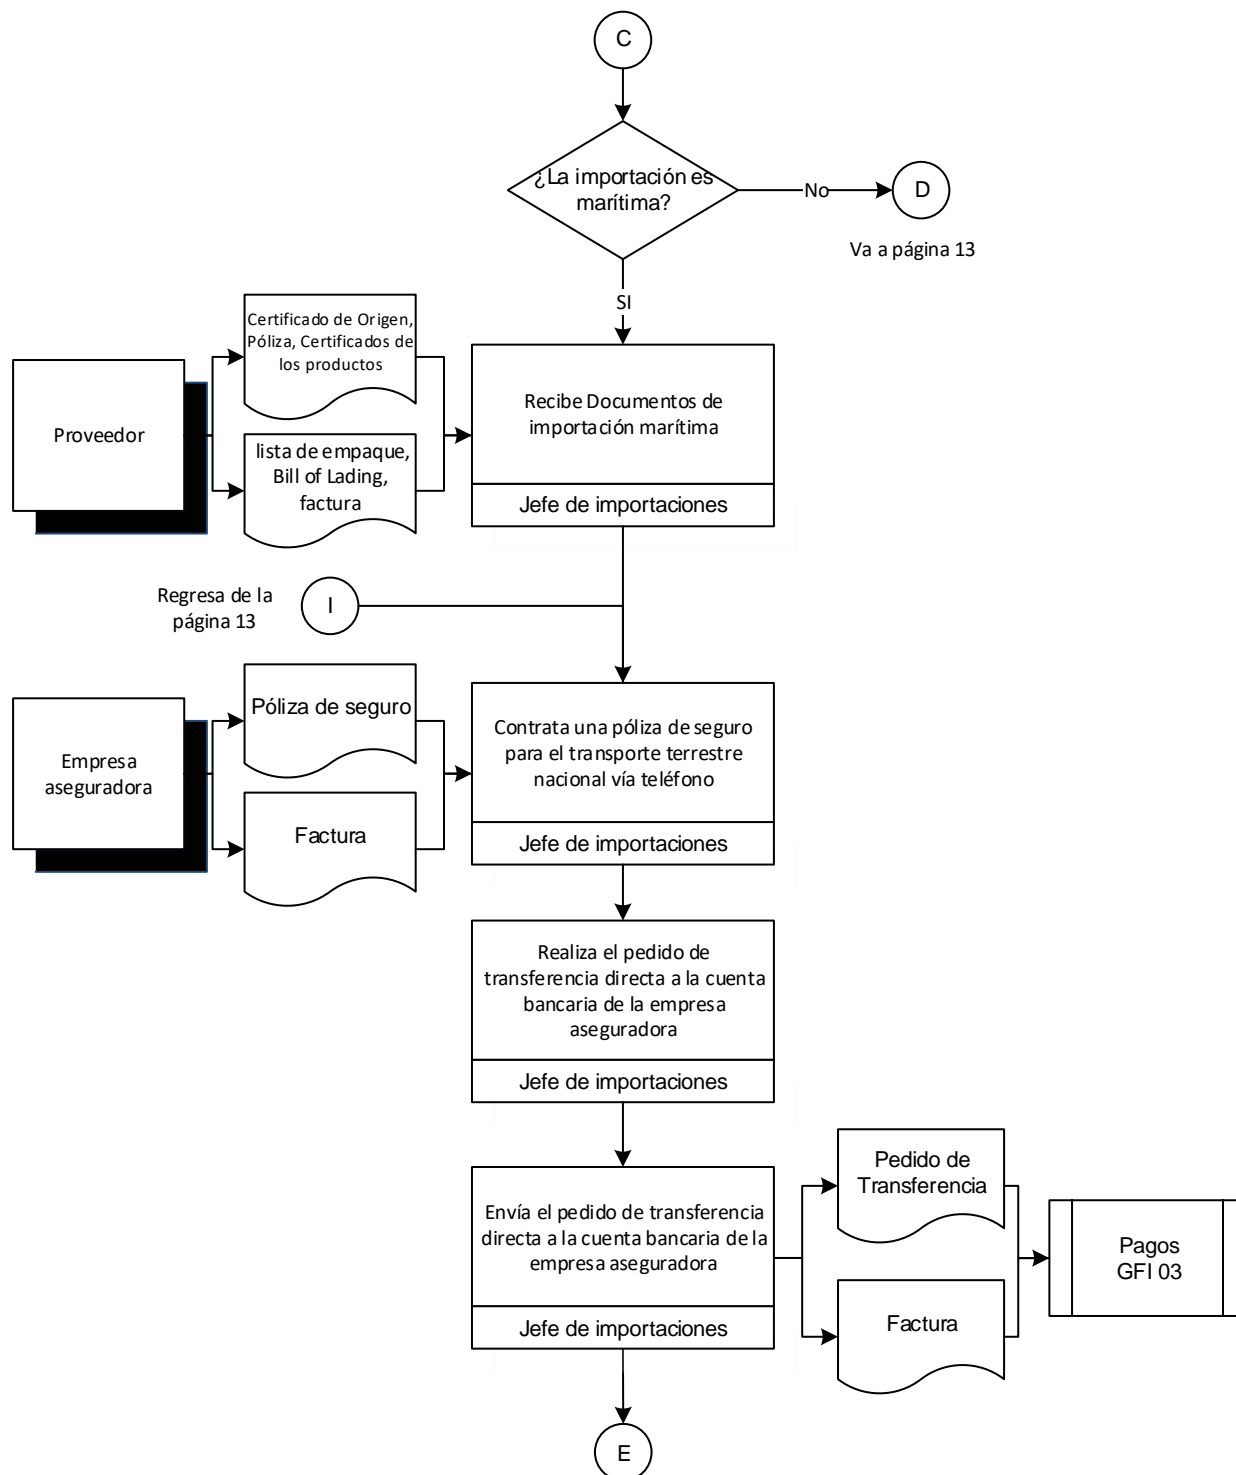 C
¿La importación es
marítima?
No
D
Va a página 13
SI
Certificado de Origen,
Póliza, Certificados de
los productos
Proveedor
lista de empaque,
Bill of Lading,
factura
Recibe Documentos de
importación marítima
Jefe de importaciones
Regresa de la
página 13
I
Póliza de seguro
Empresa
aseguradora
Factura
Contrata una póliza de seguro
para el transporte terrestre
nacional vía teléfono
Jefe de importaciones
Realiza el pedido de
transferencia directa a la cuenta
bancaria de la empresa
aseguradora
Jefe de importaciones
Envía el pedido de transferencia
directa a la cuenta bancaria de la
empresa aseguradora
Jefe de importaciones
Pedido de
Transferencia
Factura
Pagos
GFI 03
E